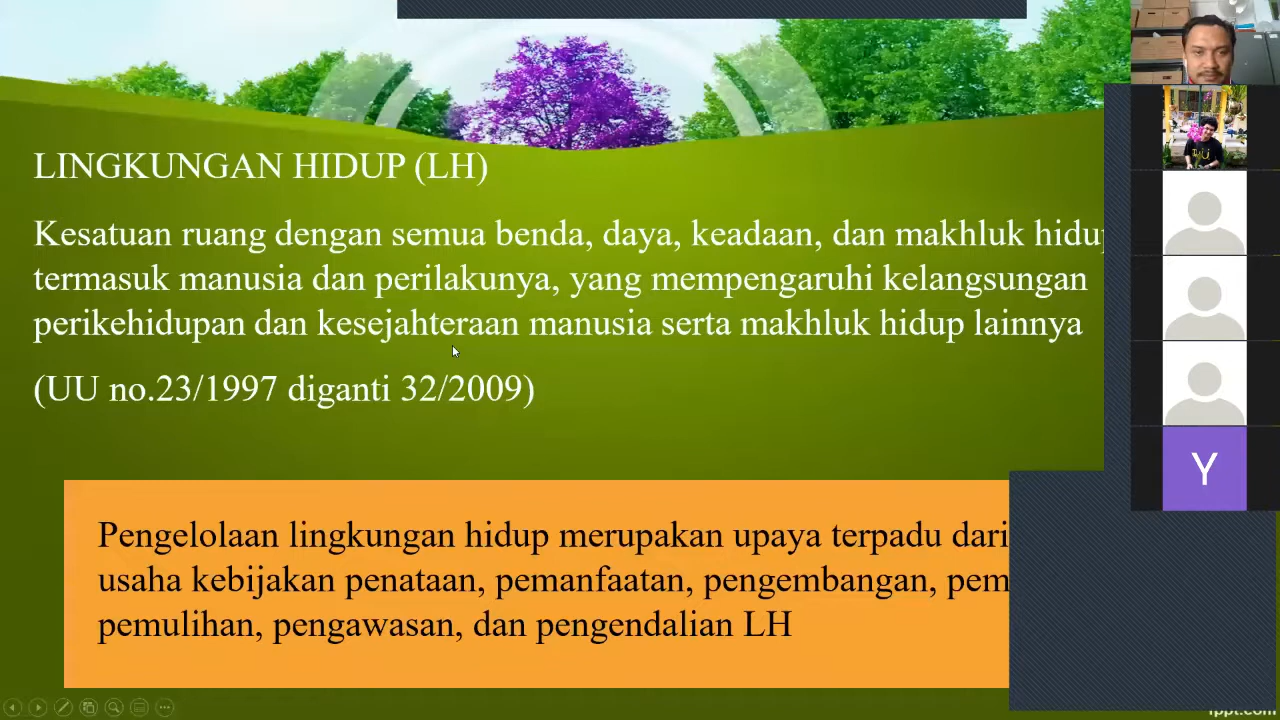 LINGKUNGAN HIDUP (LH)
Kesatuan ruang dengan semua benda, daya, keadaan, dan makhluk
termasuk manusia dan perilakunya, yang mempengaruhi kelangsungan
perikehidupan dan kesejahteraan manusia serta makhluk hidup lainnya
(UU no.23/1997 diganti 32/2009)
Pengelolaan lingkungan hidup merupakan upaya terpadu dari
usaha kebijakan penataan, pemanfaatan, pengembangan,
pemulihan, pengawasan, dan pengendalian LH
Y